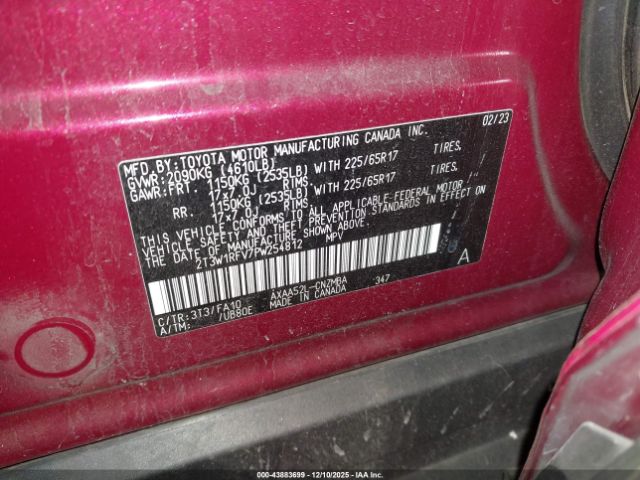 MFD.BY:TOYOTA MOTOR MANUFACTURING CANADA INC. 02/23
GVWR:2090KG (4610LB)
GAWR:FRT. 1150KG (2535LB) WITH 225/65R17 TIRES.
17x7.0J RIMS
RR. 1150KG (2535LB) WITH 225/65R17 TIRES.
17x7.0J RIMS
THIS VEHICLE CONFORMS TO ALL APPLICABLE FEDERAL MOTOR
VEHICLE SAFETY AND THEFT PREVENTION STANDARDS IN EFFECT ON
THE DATE OF MANUFACTURE SHOWN ABOVE.
2T3W1RFV7PW254812 MPV
A
C/TR:3T3/FA10 AXAA52L-CNZMBA 347
A/TM: /UB80E MADE IN CANADA
000-43883699 - 12/10/2025 - IAA Inc.